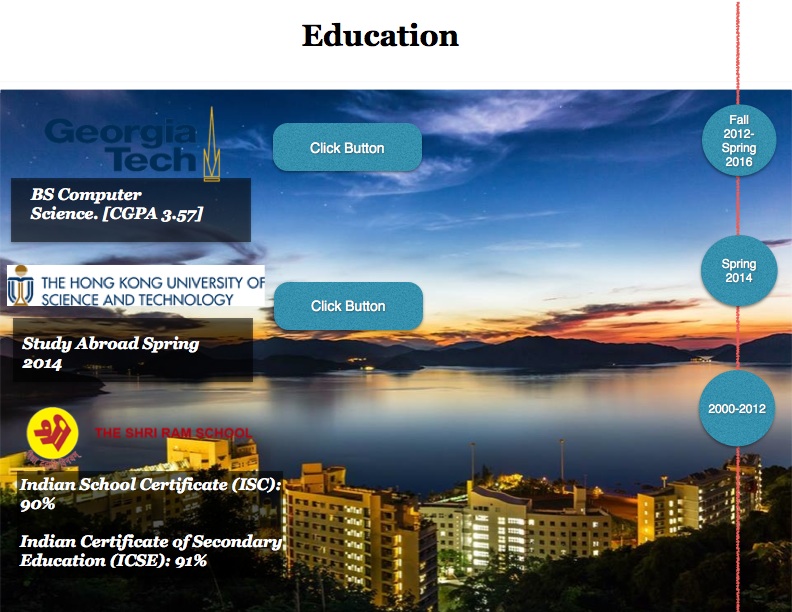 Education
Georgia
Tech
Click Button
Fall
2012-
Spring
2016
BS Computer
Science. [CGPA 3.57]
THE HONG KONG UNIVERSITY OF
SCIENCE AND TECHNOLOGY
Click Button
Spring
2014
Study Abroad Spring
2014
2000-2012
THE SHRI RAM SCHOOL
Indian School Certificate (ISC):
90%
Indian Certificate of Secondary
Education (ICSE): 91%